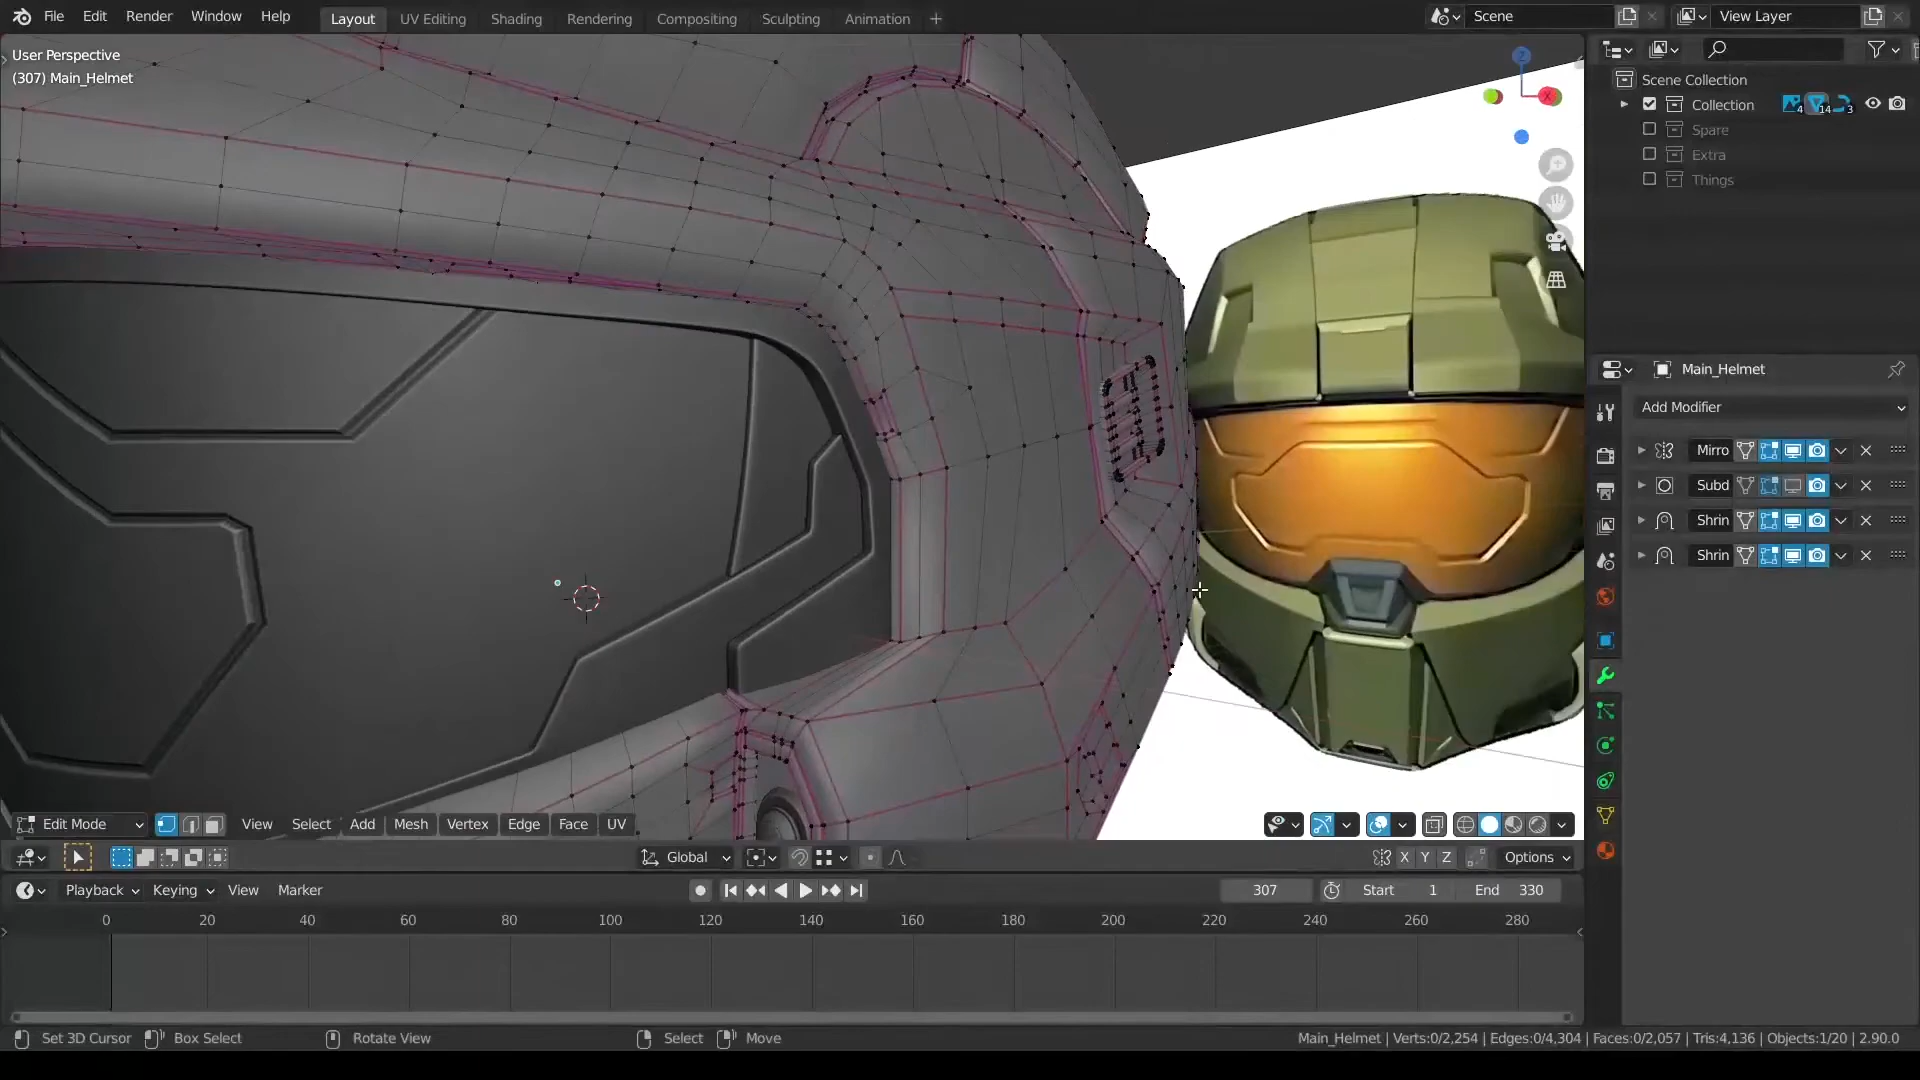 File Edit Render Window Help Layout UV Editing Shading Rendering Compositing Sculpting Animation Scene View Layer
User Perspective
(307) Main_Helmet
Z
X
Scene Collection
Collection 4 14 3
Spare
Extra
Things
Main_Helmet
Add Modifier
Mirro
Subd
Shrin
Shrin
Edit Mode View Select Add Mesh Vertex Edge Face UV
Global X Y Z Options
Playback Keying View Marker 307 Start 1 End 330
0 20 40 60 80 100 120 140 160 180 200 220 240 260 280
Set 3D Cursor Box Select Rotate View Select Move Main_Helmet | Verts:0/2,254 | Edges:0/4,304 | Faces:0/2,057 | Tris:4,136 | Objects:1/20 | 2.90.0